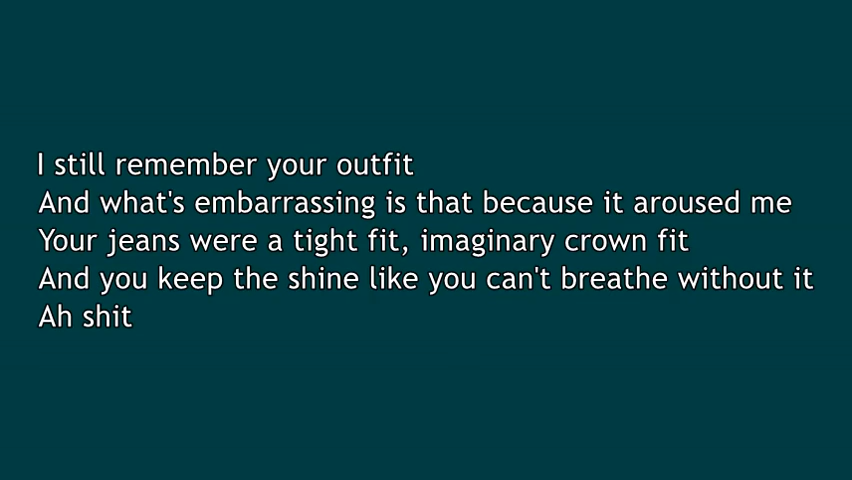 I still remember your outfit
And what's embarrassing is that because it aroused me
Your jeans were a tight fit, imaginary crown fit
And you keep the shine like you can't breathe without it
Ah shit